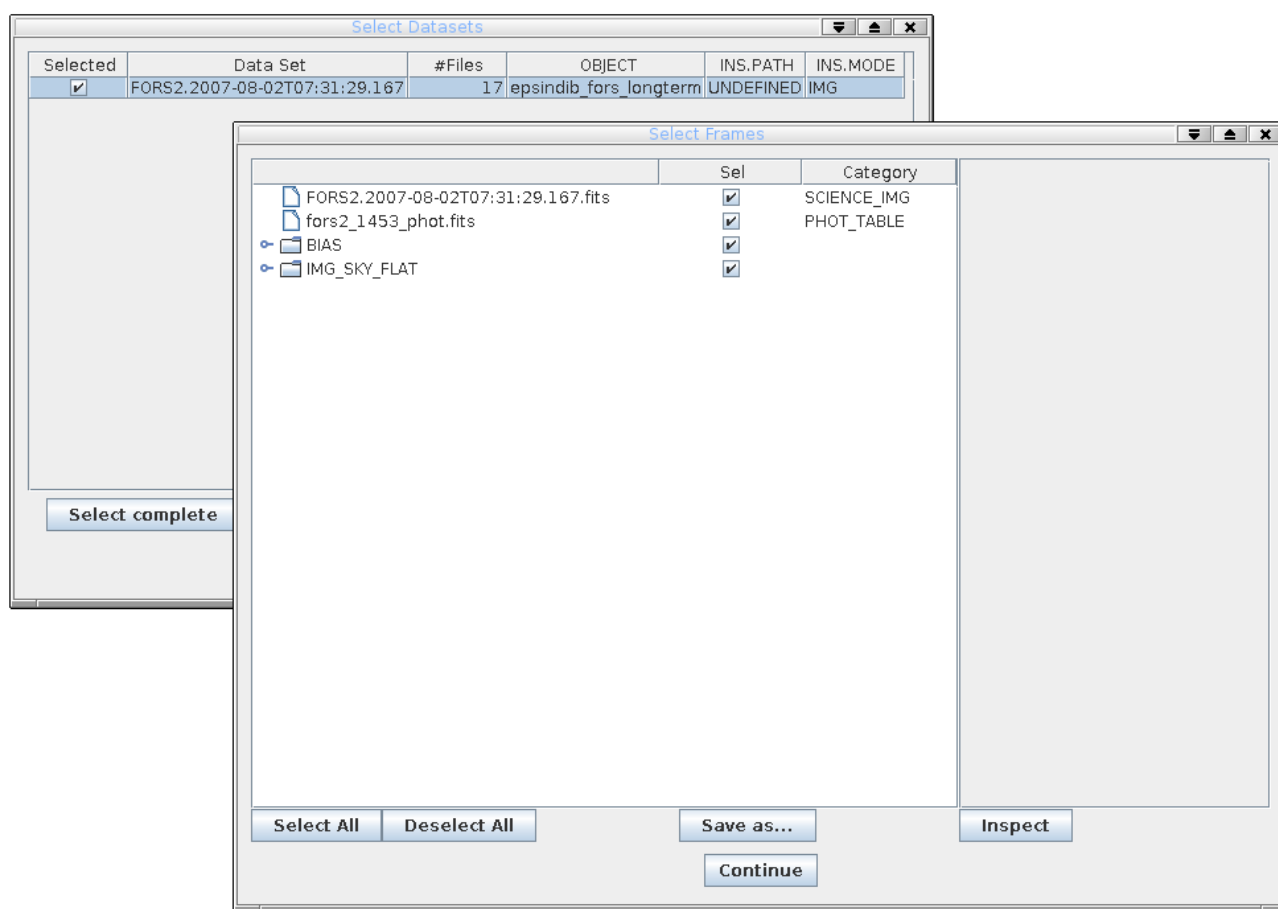 Select Datasets
Selected Data Set #Files OBJECT INS.PATH INS.MODE
FORS2.2007-08-02T07:31:29.167 17 epsindib_fors_longterm UNDEFINED IMG
Select complete
Select Frames
Sel Category
FORS2.2007-08-02T07:31:29.167.fits SCIENCE_IMG
fors2_1453_phot.fits PHOT_TABLE
BIAS
IMG_SKY_FLAT
Select All Deselect All Save as... Inspect
Continue